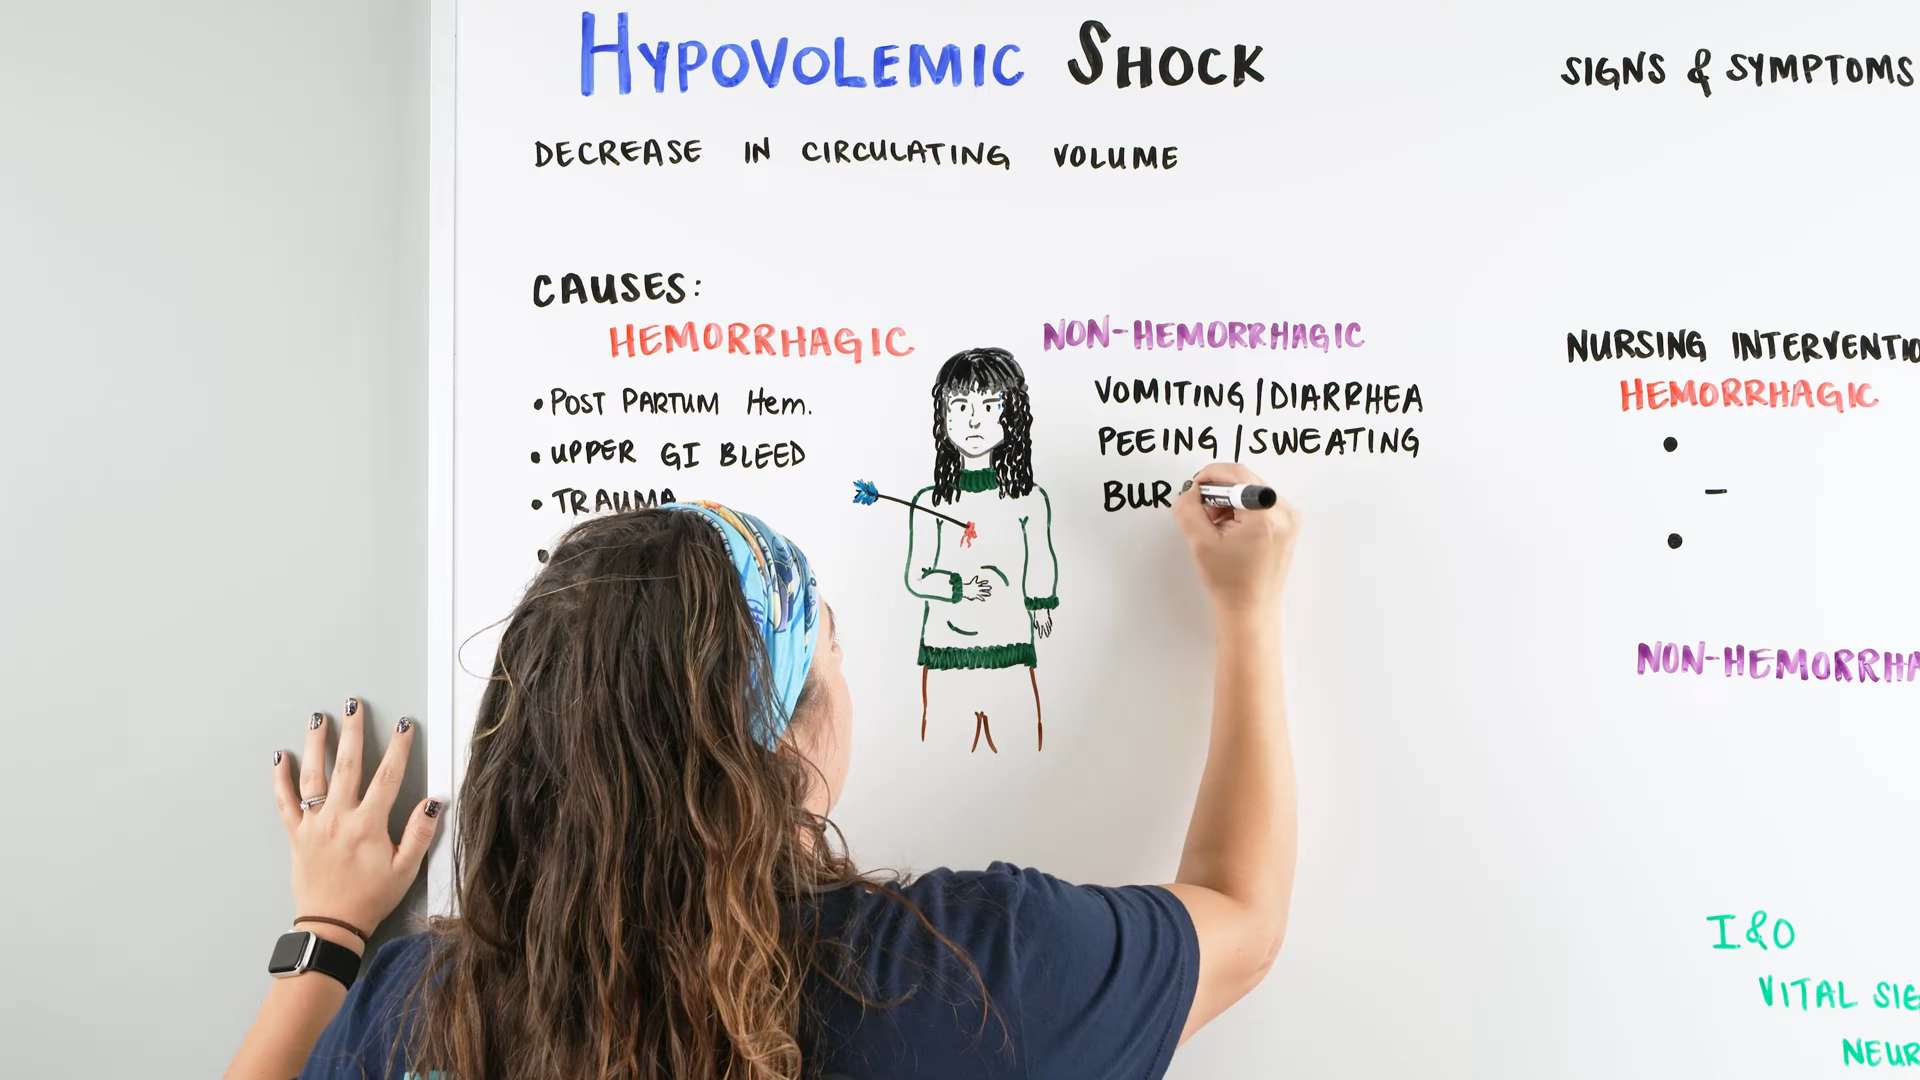 HYPOVOLEMIC SHOCK
DECREASE IN CIRCULATING VOLUME
CAUSES:
HEMORRHAGIC
• POST PARTUM Hem.
• UPPER GI BLEED
• TRAUMA
NON-HEMORRHAGIC
VOMITING/DIARRHEA
PEEING/SWEATING
BUR
SIGNS & SYMPTOMS
NURSING INTERVENTIO
HEMORRHAGIC
•
–
•
NON-HEMORRHA
I&O
VITAL SIG
NEUR